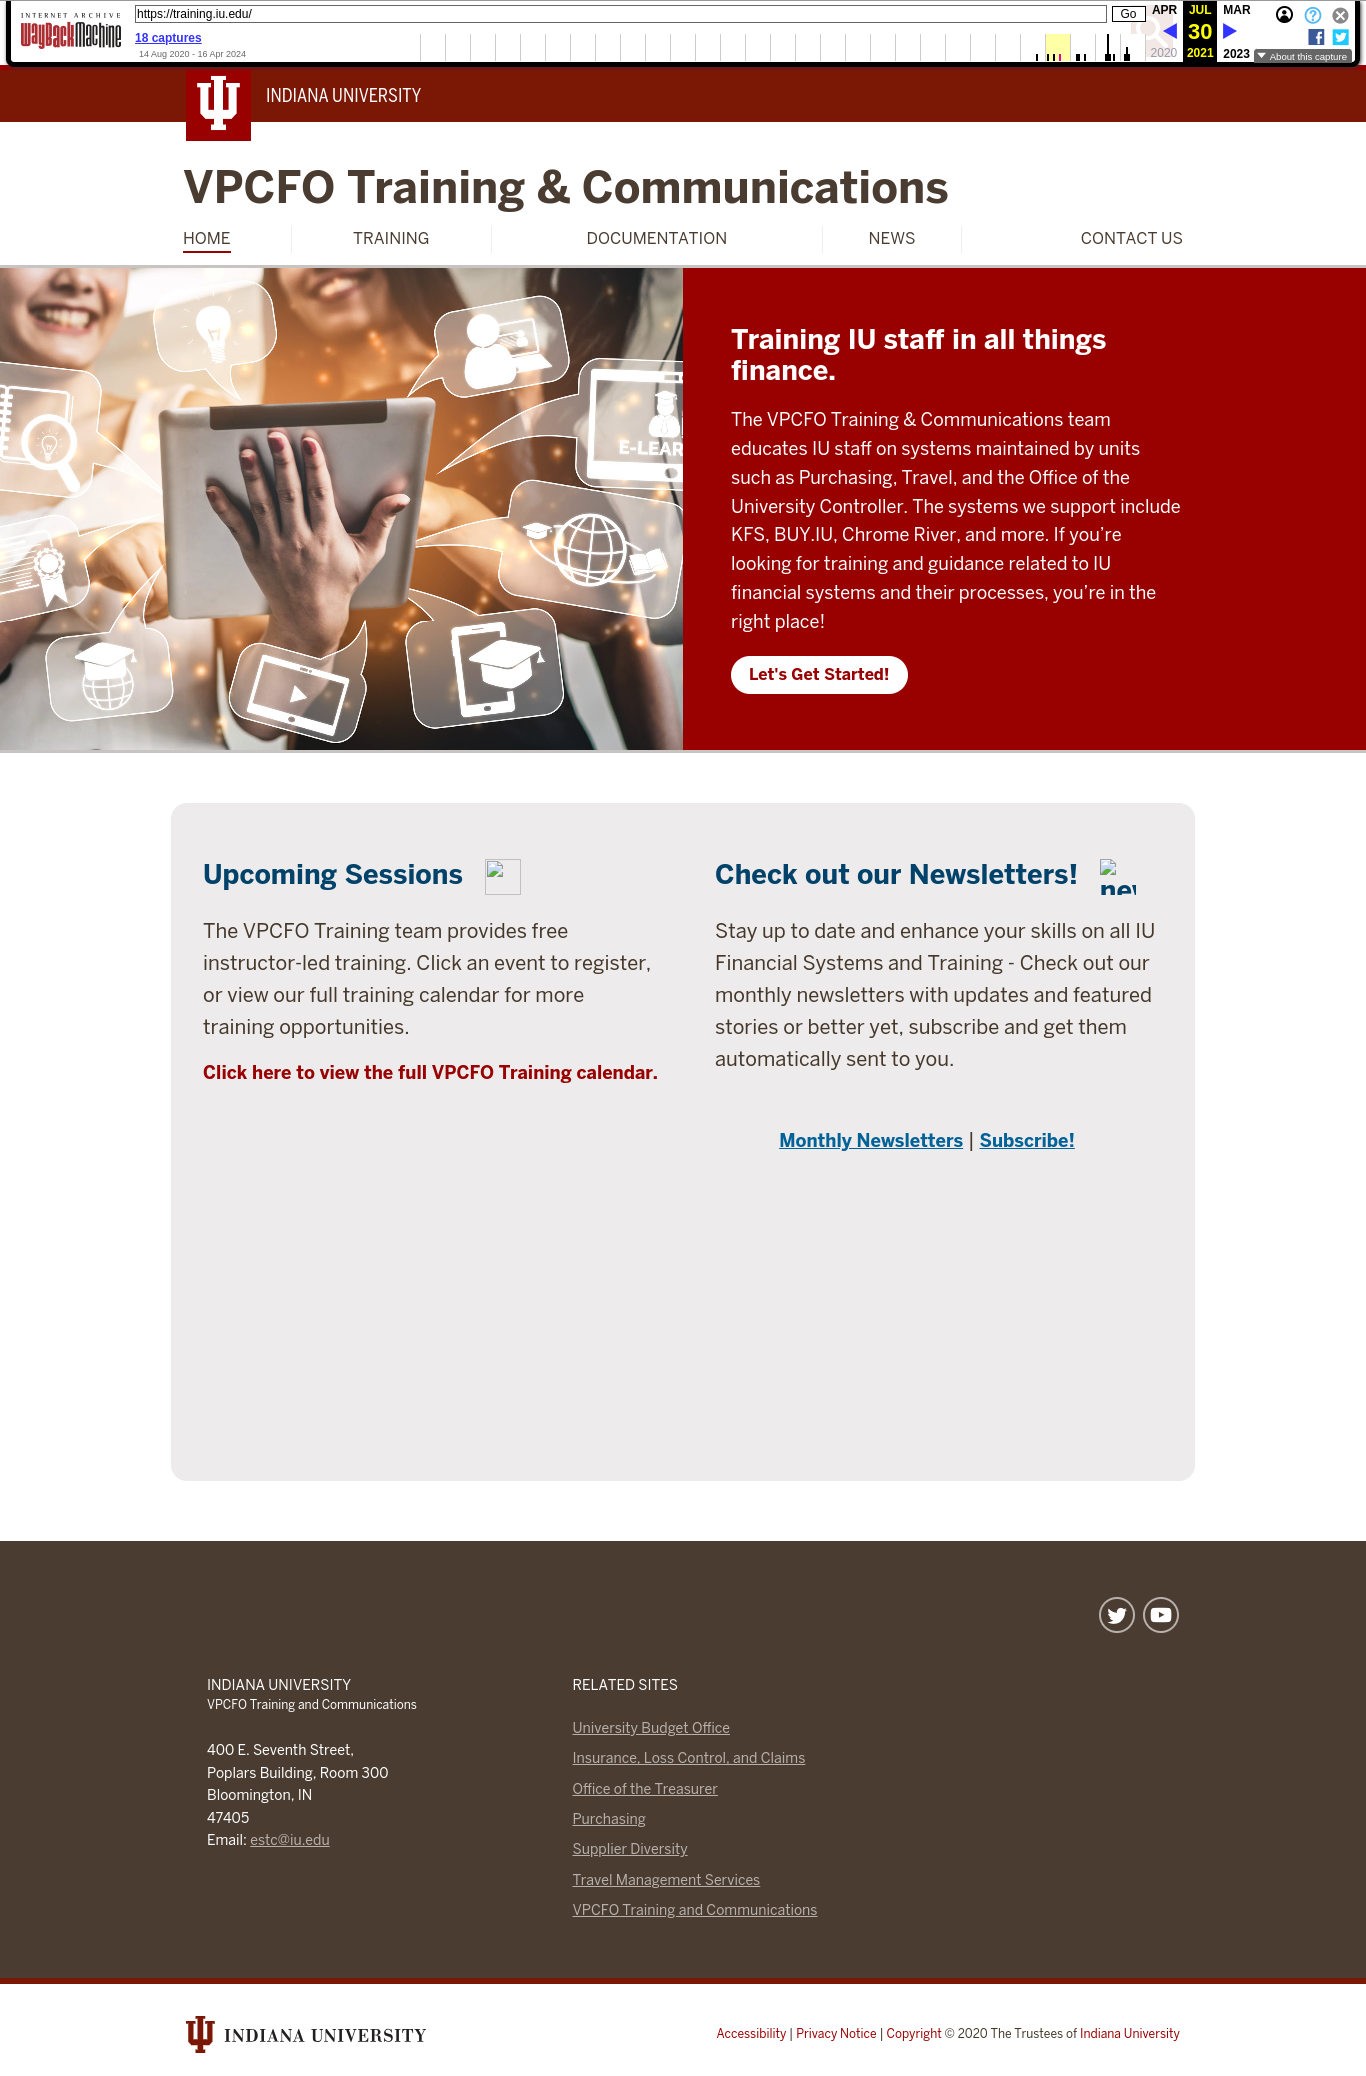 INTERNET ARCHIVE
WayBackMachine
https://training.iu.edu/
Go
APR JUL MAR
18 captures
30
14 Aug 2020 - 16 Apr 2024
2020 2021 2023
About this capture
INDIANA UNIVERSITY
VPCFO Training & Communications
HOME
TRAINING
DOCUMENTATION
NEWS
CONTACT US
E-LEAR
Training IU staff in all things
finance.
The VPCFO Training & Communications team
educates IU staff on systems maintained by units
such as Purchasing, Travel, and the Office of the
University Controller. The systems we support include
KFS, BUY.IU, Chrome River, and more. If you’re
looking for training and guidance related to IU
financial systems and their processes, you’re in the
right place!
Let's Get Started!
Upcoming Sessions
The VPCFO Training team provides free
instructor-led training. Click an event to register,
or view our full training calendar for more
training opportunities.
Click here to view the full VPCFO Training calendar.
Check out our Newsletters!
Stay up to date and enhance your skills on all IU
Financial Systems and Training - Check out our
monthly newsletters with updates and featured
stories or better yet, subscribe and get them
automatically sent to you.
Monthly Newsletters | Subscribe!
INDIANA UNIVERSITY
VPCFO Training and Communications
400 E. Seventh Street,
Poplars Building, Room 300
Bloomington, IN
47405
Email: estc@iu.edu
RELATED SITES
University Budget Office
Insurance, Loss Control, and Claims
Office of the Treasurer
Purchasing
Supplier Diversity
Travel Management Services
VPCFO Training and Communications
INDIANA UNIVERSITY
Accessibility | Privacy Notice | Copyright © 2020 The Trustees of Indiana University